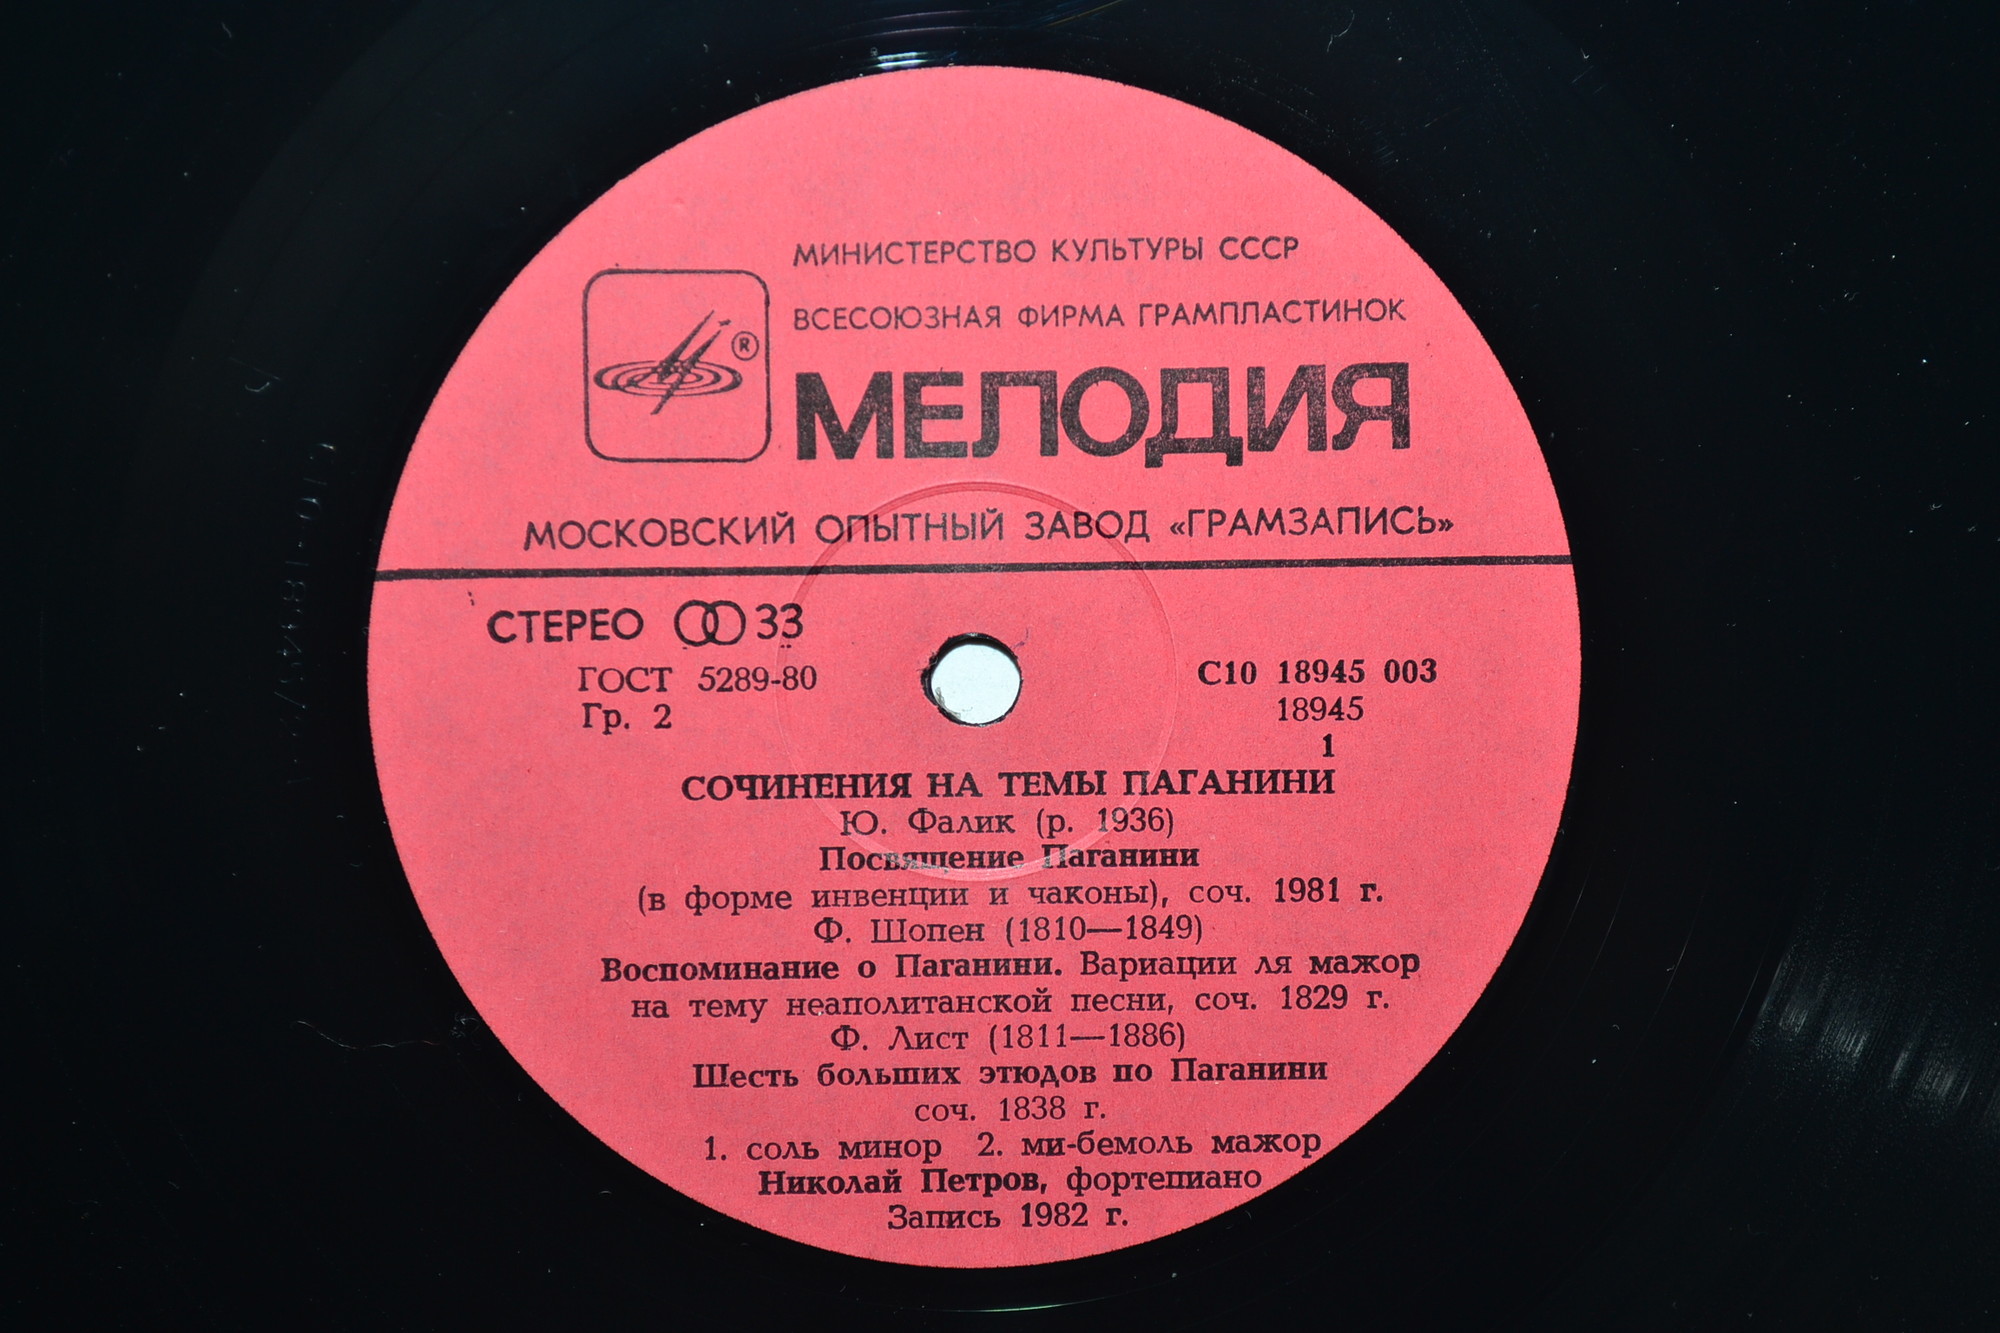 МИНИСТЕРСТВО КУЛЬТУРЫ СССР
ВСЕСОЮЗНАЯ ФИРМА ГРАМПЛАСТИНОК
®
МЕЛОДИЯ
МОСКОВСКИЙ ОПЫТНЫЙ ЗАВОД «ГРАМЗАПИСЬ»
СТЕРЕО 33
ГОСТ 5289-80
Гр. 2
С10 18945 003
18945
1
СОЧИНЕНИЯ НА ТЕМЫ ПАГАНИНИ
Ю. Фалик (р. 1936)
Посвящение Паганини
(в форме инвенции и чаконы), соч. 1981 г.
Ф. Шопен (1810—1849)
Воспоминание о Паганини. Вариации ля мажор
на тему неаполитанской песни, соч. 1829 г.
Ф. Лист (1811—1886)
Шесть больших этюдов по Паганини
соч. 1838 г.
1. соль минор 2. ми-бемоль мажор
Николай Петров, фортепиано
Запись 1982 г.